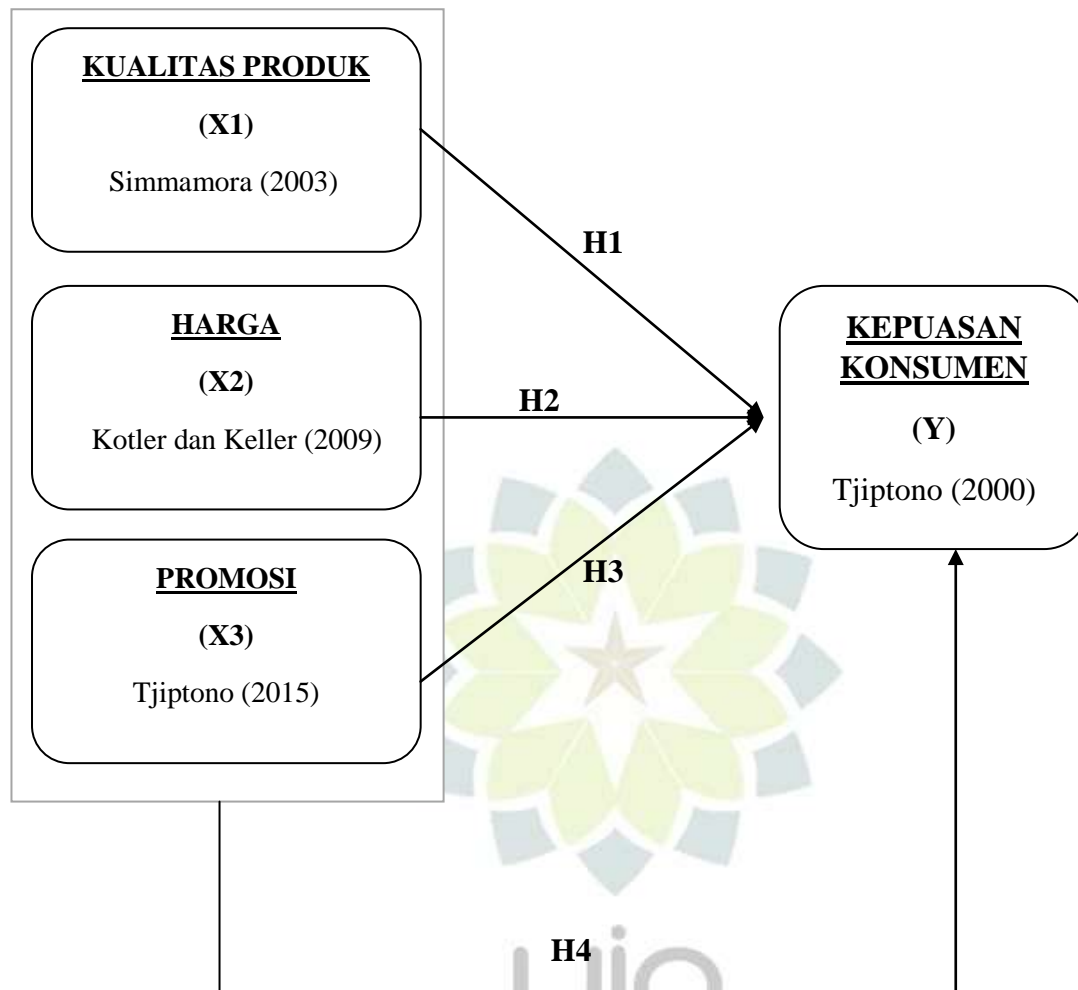 KUALITAS PRODUK
(X1)
Simmamora (2003)
H1
HARGA
(X2)
Kotler dan Keller (2009)
H2
KEPUASAN
KONSUMEN
(Y)
Tjiptono (2000)
PROMOSI
(X3)
Tjiptono (2015)
H3
H4
uin